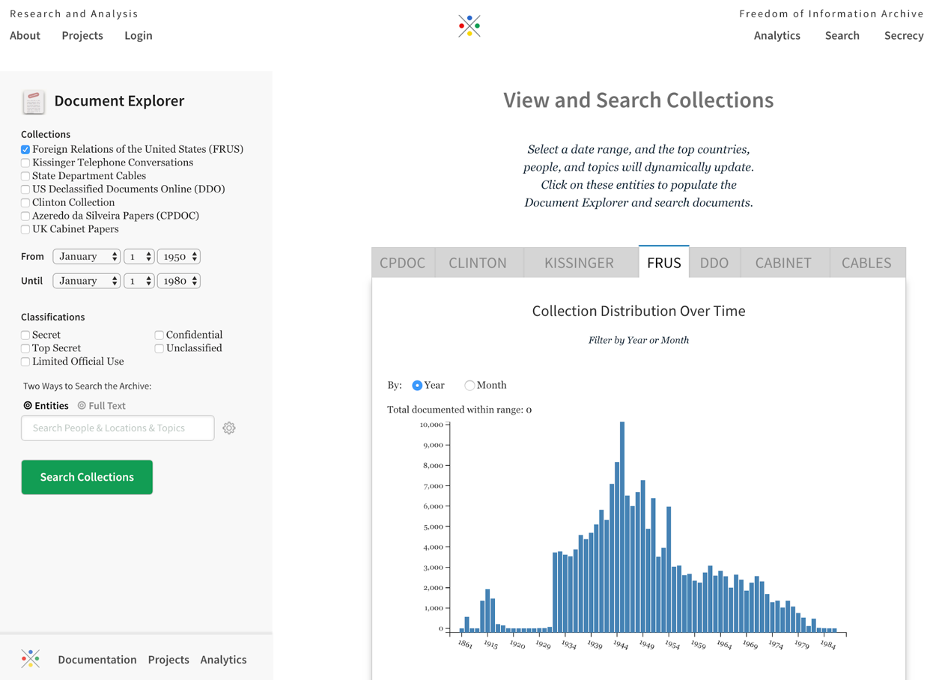 Research and Analysis
Freedom of Information Archive
About Projects Login
Analytics Search Secrecy
Document Explorer
Collections
Foreign Relations of the United States (FRUS)
Kissinger Telephone Conversations
State Department Cables
US Declassified Documents Online (DDO)
Clinton Collection
Azeredo da Silveira Papers (CPDOC)
UK Cabinet Papers
From January 1 1950
Until January 1 1980
Classifications
Secret Confidential
Top Secret Unclassified
Limited Official Use
Two Ways to Search the Archive:
Entities Full Text
Search People & Locations & Topics
Search Collections
Documentation Projects Analytics
View and Search Collections
Select a date range, and the top countries,
people, and topics will dynamically update.
Click on these entities to populate the
Document Explorer and search documents.
CPDOC CLINTON KISSINGER FRUS DDO CABINET CABLES
Collection Distribution Over Time
Filter by Year or Month
By: Year Month
Total documented within range: 0
10,000
9,000
8,000
7,000
6,000
5,000
4,000
3,000
2,000
1,000
0
1861 1915 1920 1929 1934 1939 1944 1949 1954 1959 1964 1969 1974 1979 1984